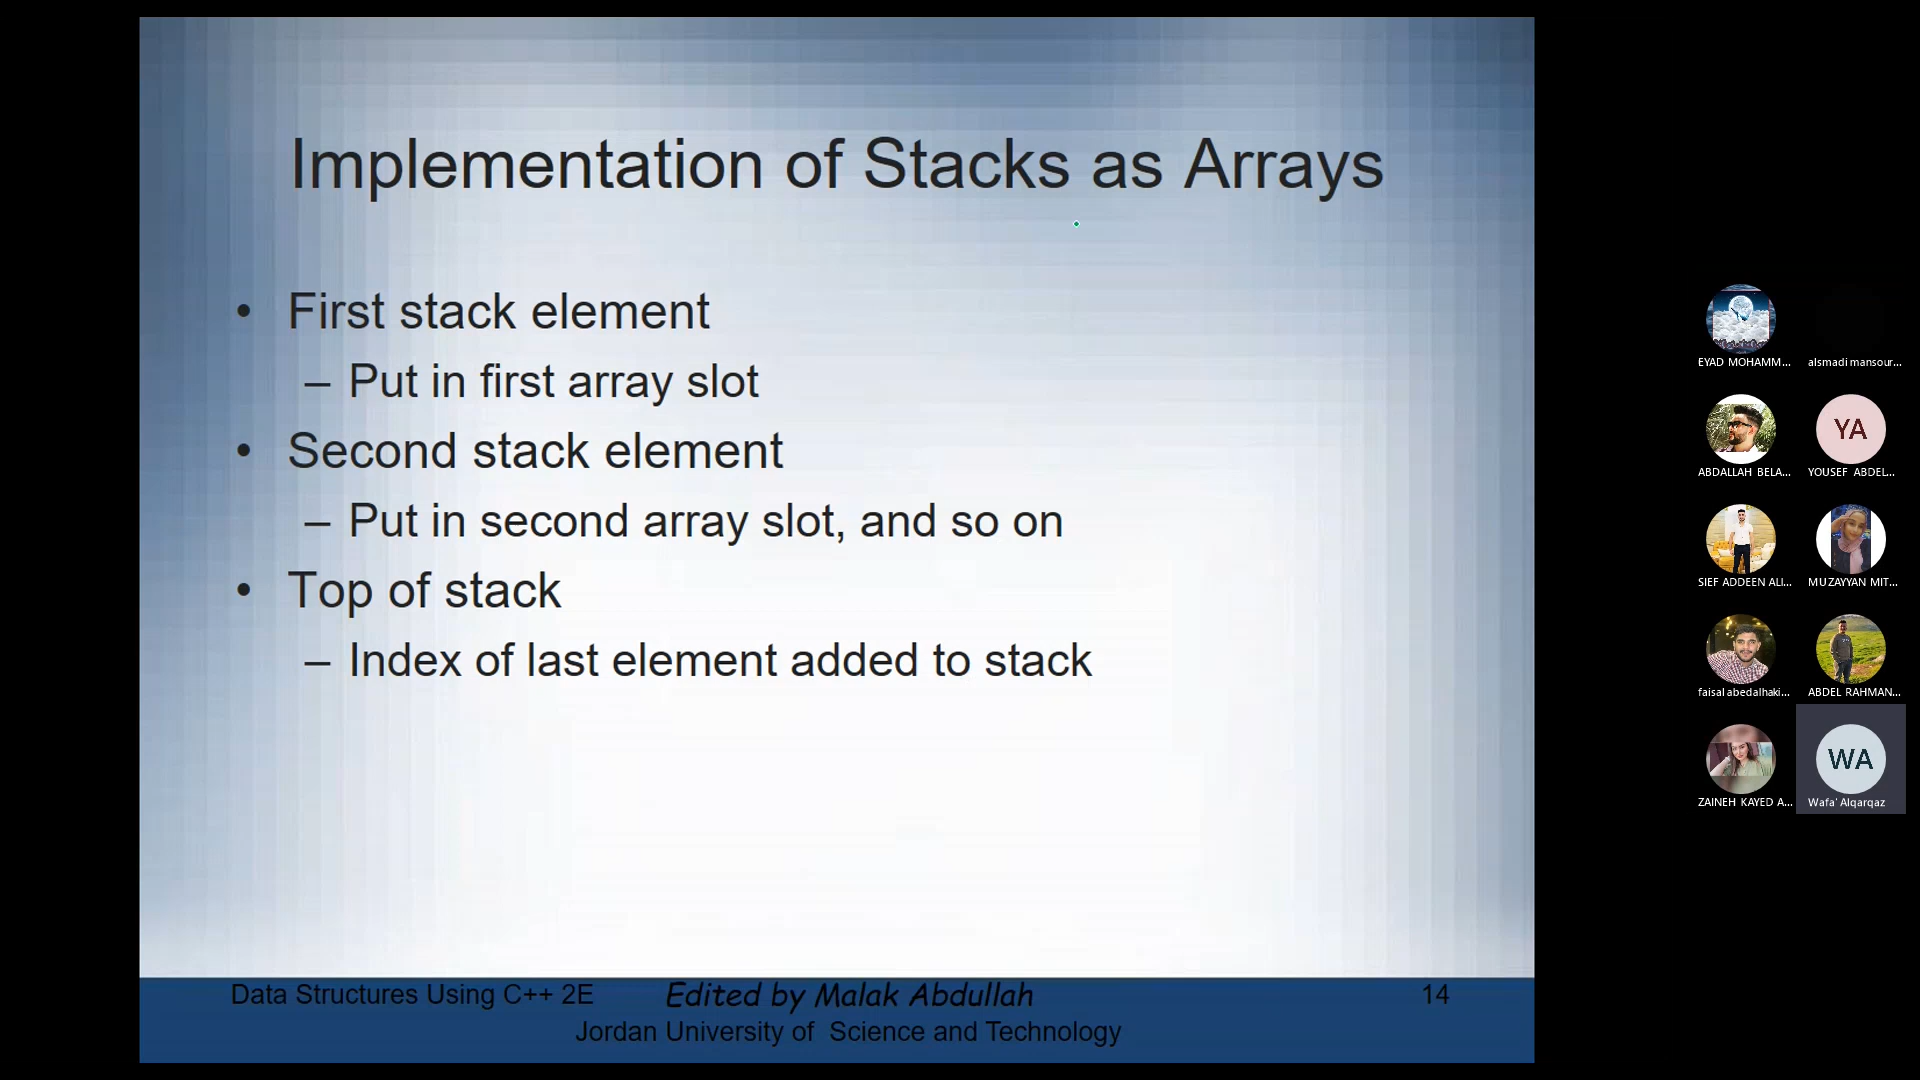 Implementation of Stacks as Arrays
• First stack element
– Put in first array slot
• Second stack element
– Put in second array slot, and so on
• Top of stack
– Index of last element added to stack
Data Structures Using C++ 2E
Edited by Malak Abdullah
14
Jordan University of Science and Technology
EYAD MOHAMM...
alsmadi mansour...
YA
ABDALLAH BELA...
YOUSEF ABDEL...
SIEF ADDEEN ALI...
MUZAYYAN MIT...
faisal abedalhaki...
ABDEL RAHMAN...
WA
ZAINEH KAYED A...
Wafa' Alqarqaz